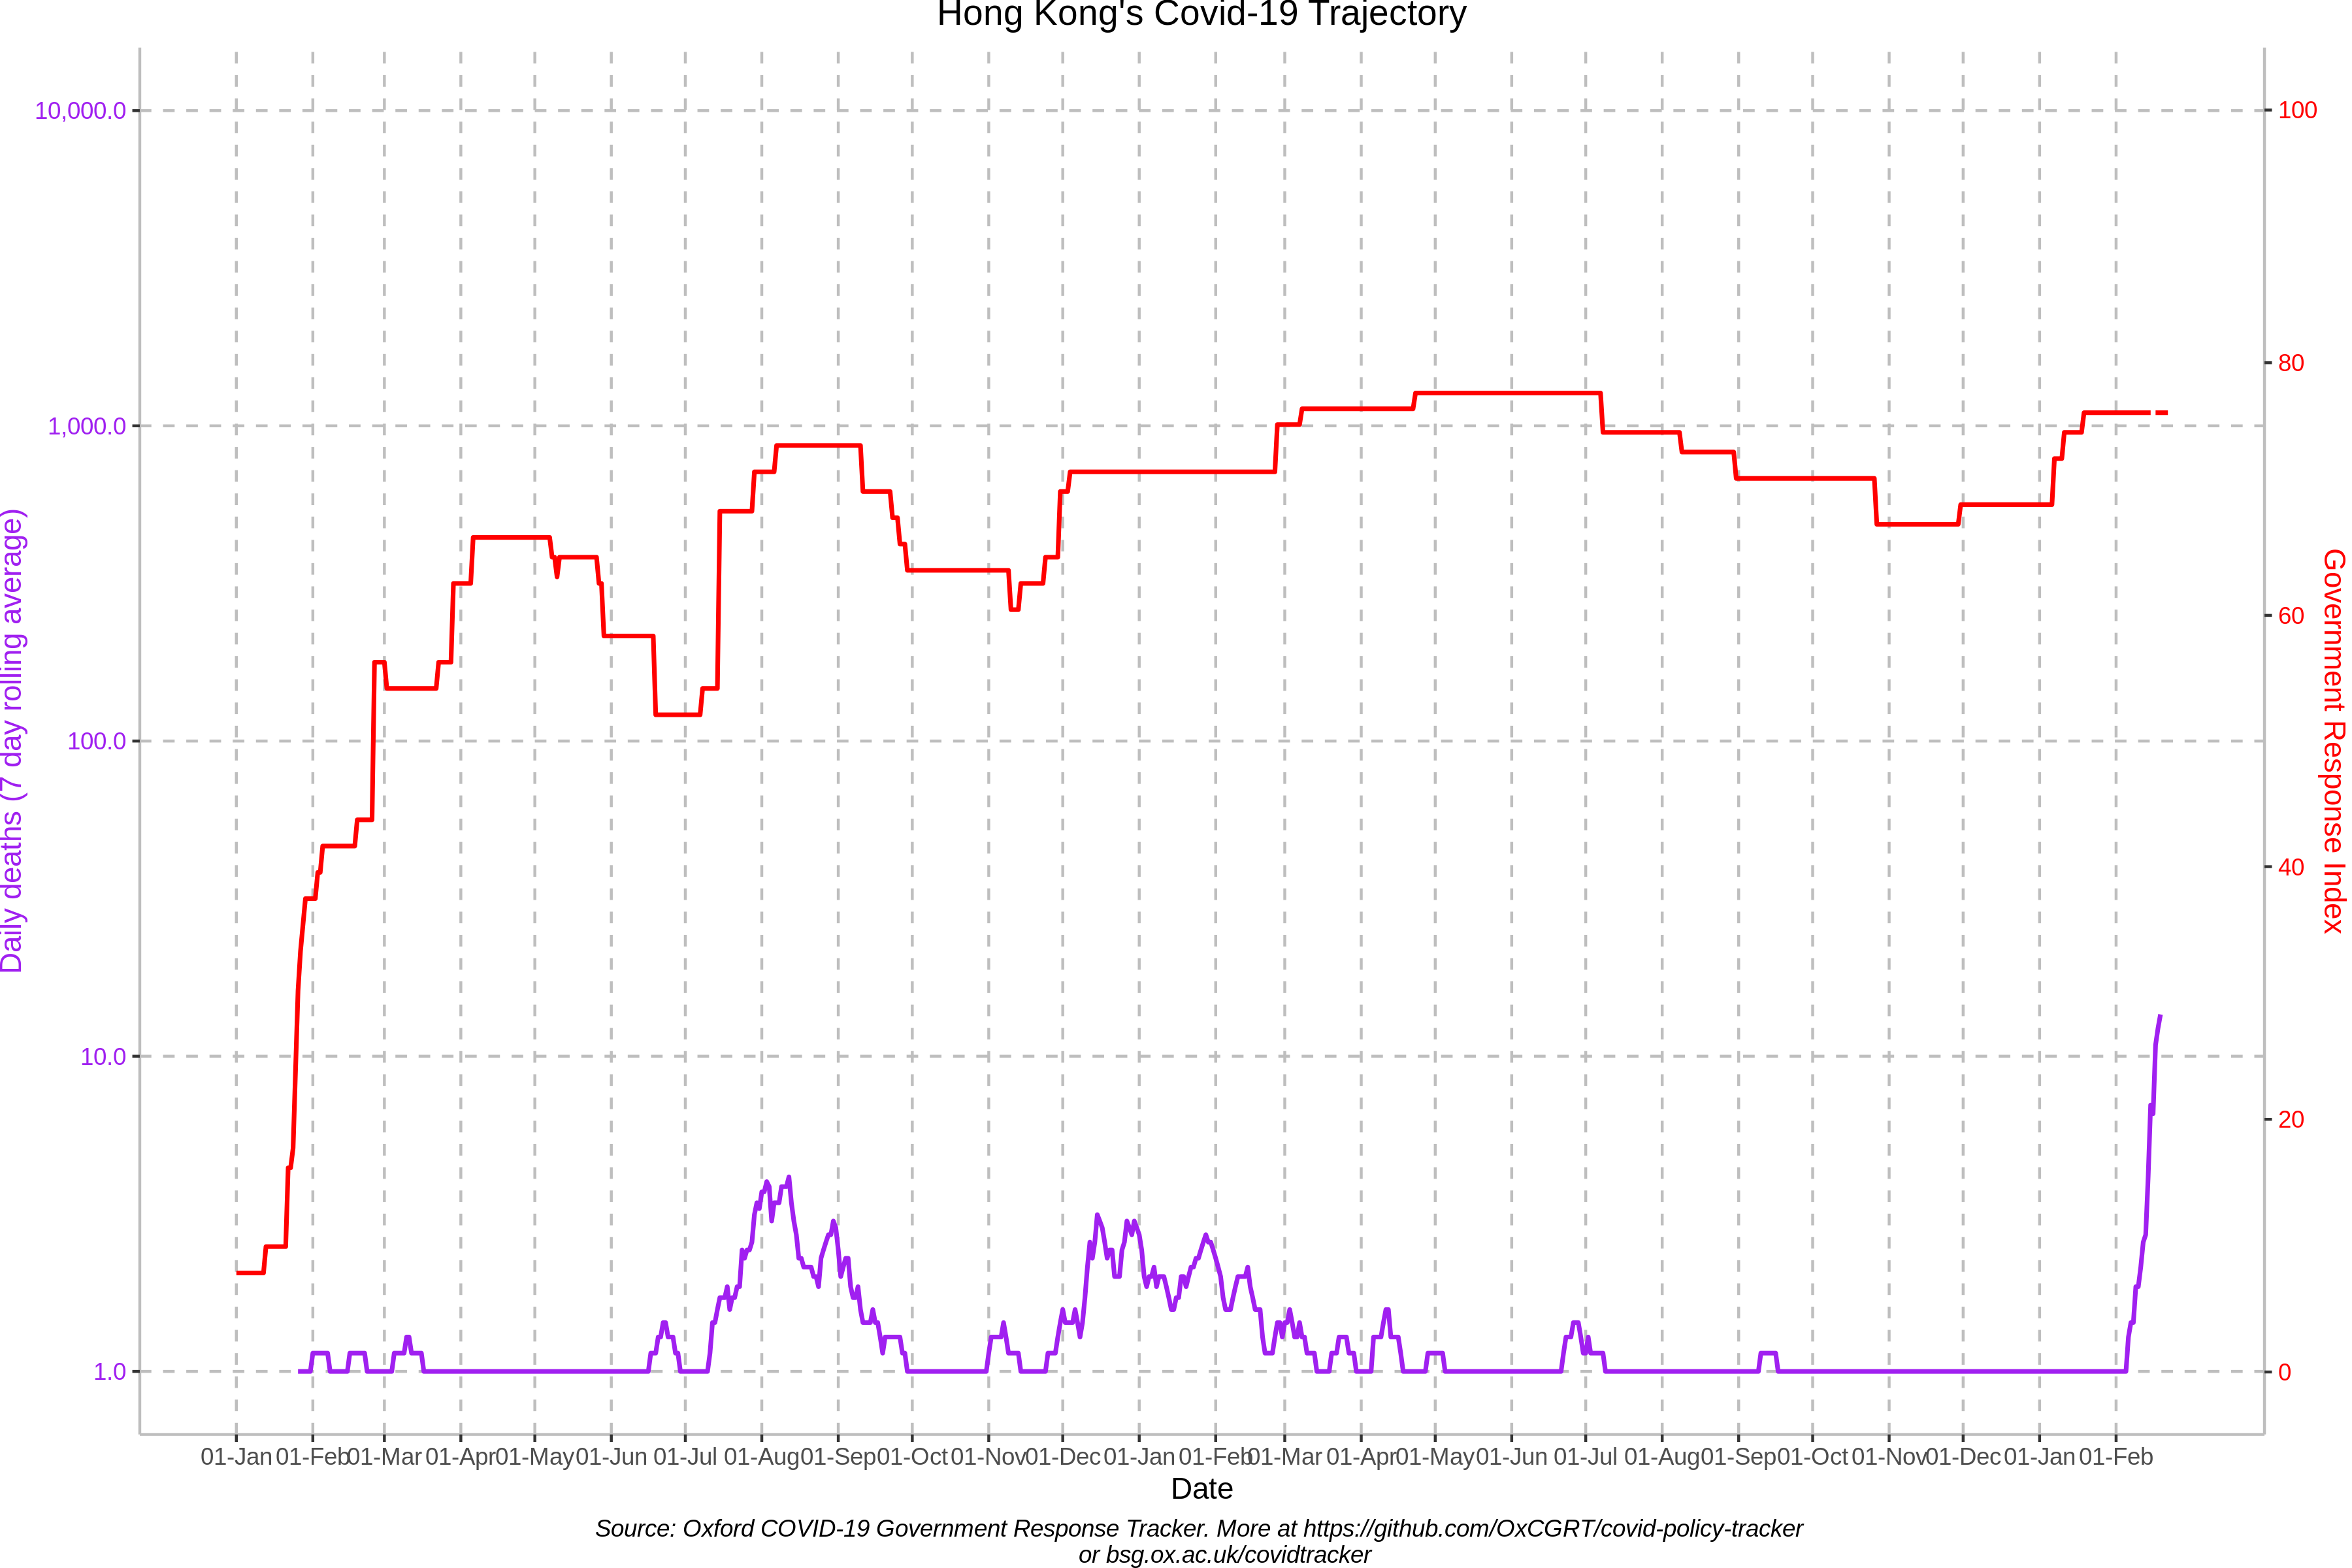 Hong Kong's Covid-19 Trajectory
10,000.0
1,000.0
100.0
10.0
1.0
Daily deaths (7 day rolling average)
100
80
60
40
20
0
Government Response Index
01-Jan 01-Feb 01-Mar 01-Apr 01-May 01-Jun 01-Jul 01-Aug 01-Sep 01-Oct 01-Nov 01-Dec 01-Jan 01-Feb 01-Mar 01-Apr 01-May 01-Jun 01-Jul 01-Aug 01-Sep 01-Oct 01-Nov 01-Dec 01-Jan 01-Feb
Date
Source: Oxford COVID-19 Government Response Tracker. More at https://github.com/OxCGRT/covid-policy-tracker
or bsg.ox.ac.uk/covidtracker